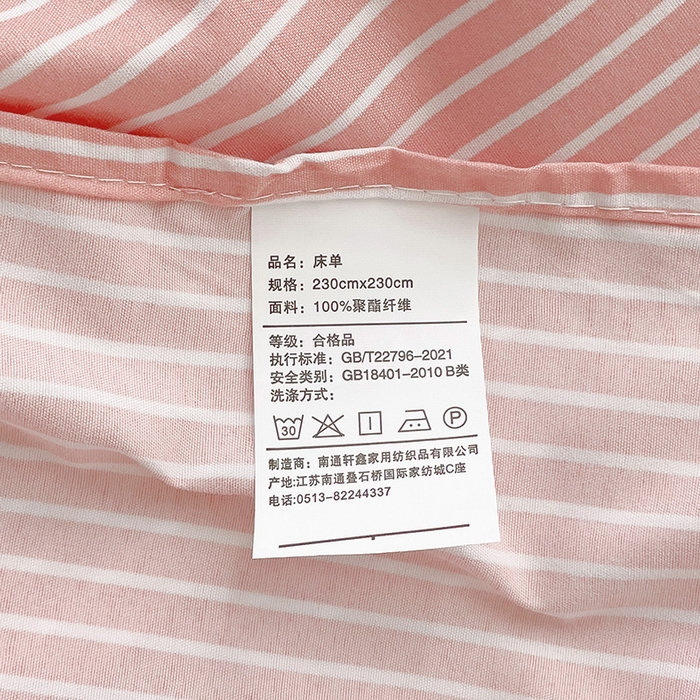 品名：床单
规格：230cmx230cm
面料：100%聚酯纤维
等级：合格品
执行标准：GB/T22796-2021
安全类别：GB18401-2010 B类
洗涤方式：
30 P
制造商：南通轩鑫家用纺织品有限公司
产地:江苏南通叠石桥国际家纺城C座
电话:0513-82244337